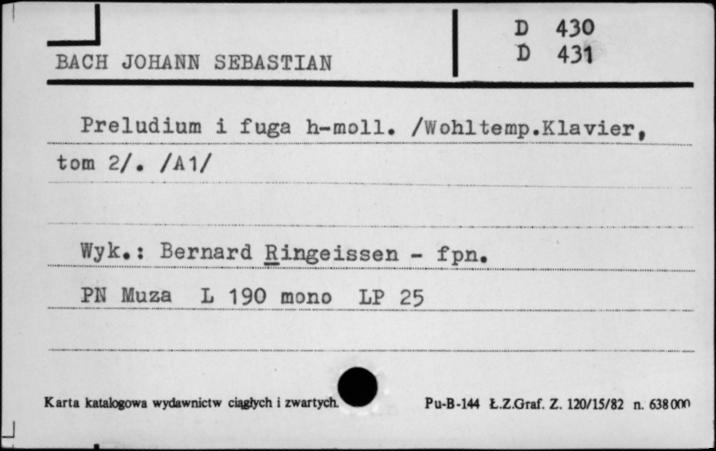 D 430
BACH JOHANN SEBASTIAN D 431
Preludium i fuga h-moll. /Wohltemp.Klavier,
tom 2/. /A1/
Wyk.: Bernard Ringeissen - fpn.
PN Muza L 190 mono LP 25
Karta katalogowa wydawnictw ciągłych i zwartych. Pu-B-144 Ł.Z.Graf. Z. 120/15/82 n. 638000